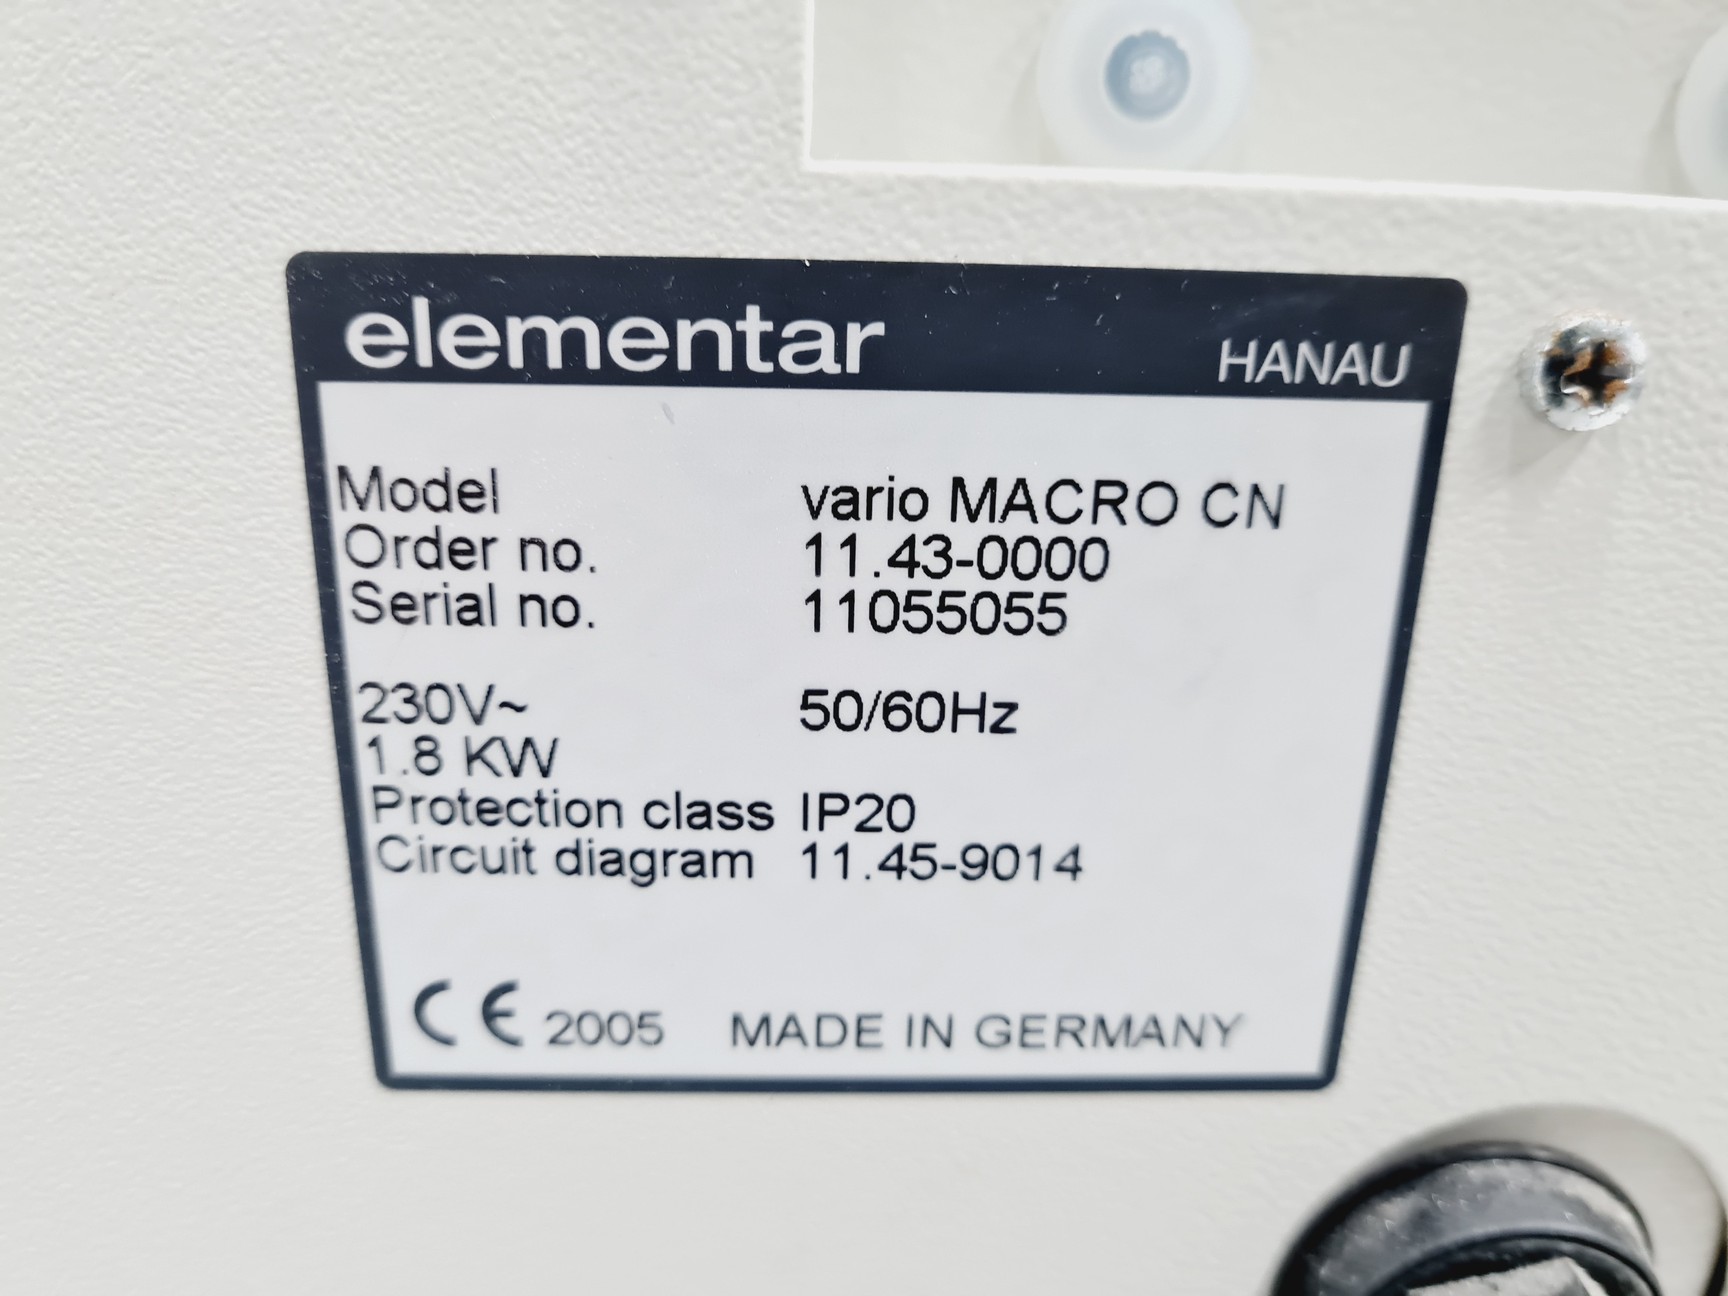 elementar HANAU
Model vario MACRO CN
Order no. 11.43-0000
Serial no. 11055055
230V~ 50/60Hz
1.8 KW
Protection class IP20
Circuit diagram 11.45-9014
CE 2005 MADE IN GERMANY